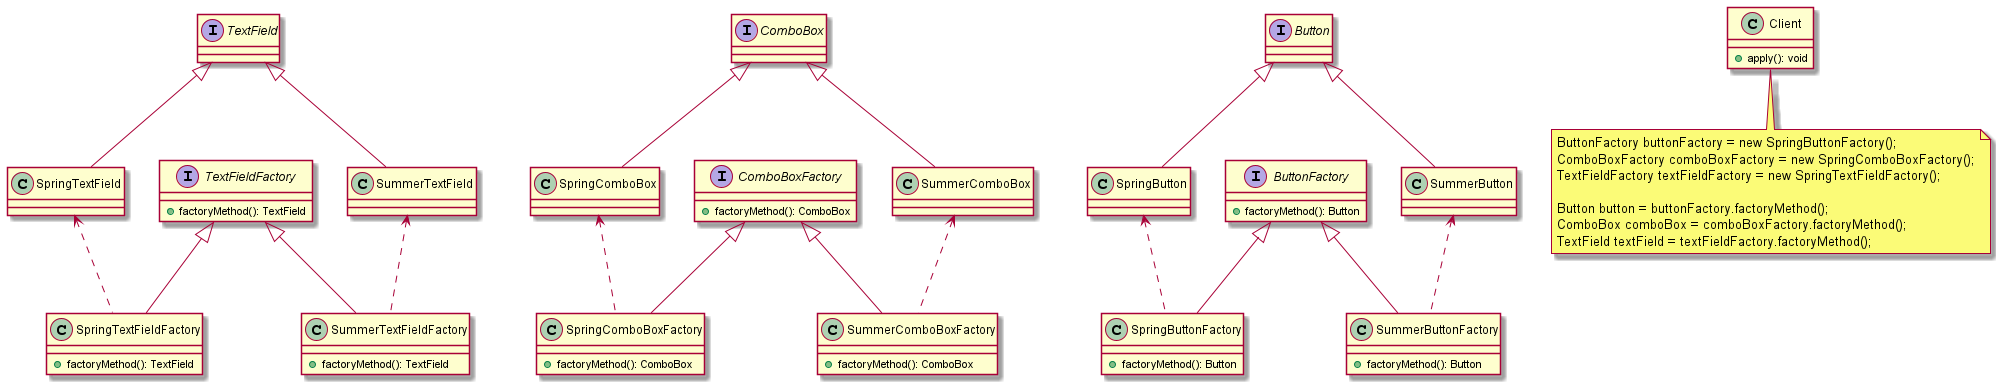 I TextField
I ComboBox
I Button
C Client
apply(): void
ButtonFactory buttonFactory = new SpringButtonFactory();
ComboBoxFactory comboBoxFactory = new SpringComboBoxFactory();
TextFieldFactory textFieldFactory = new SpringTextFieldFactory();
Button button = buttonFactory.factoryMethod();
ComboBox comboBox = comboBoxFactory.factoryMethod();
TextField textField = textFieldFactory.factoryMethod();
C SpringTextField
I TextFieldFactory
factoryMethod(): TextField
C SummerTextField
C SpringComboBox
I ComboBoxFactory
factoryMethod(): ComboBox
C SummerComboBox
C SpringButton
I ButtonFactory
factoryMethod(): Button
C SummerButton
C SpringTextFieldFactory
factoryMethod(): TextField
C SummerTextFieldFactory
factoryMethod(): TextField
C SpringComboBoxFactory
factoryMethod(): ComboBox
C SummerComboBoxFactory
factoryMethod(): ComboBox
C SpringButtonFactory
factoryMethod(): Button
C SummerButtonFactory
factoryMethod(): Button